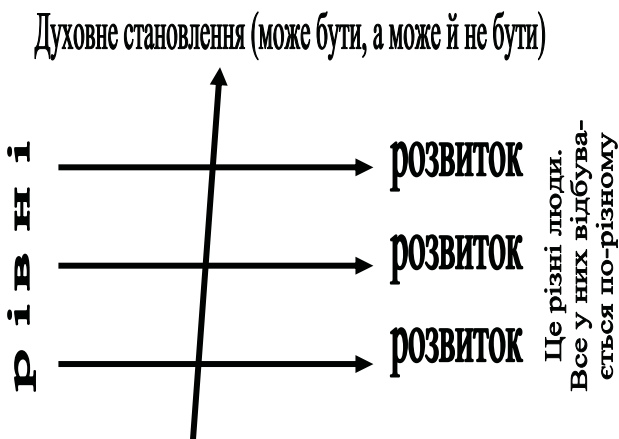 Духовне становлення (може бути, а може й не бути)
рівні
розвиток
розвиток
розвиток
Це різні люди.
Все у них відбува-
ється по-різному